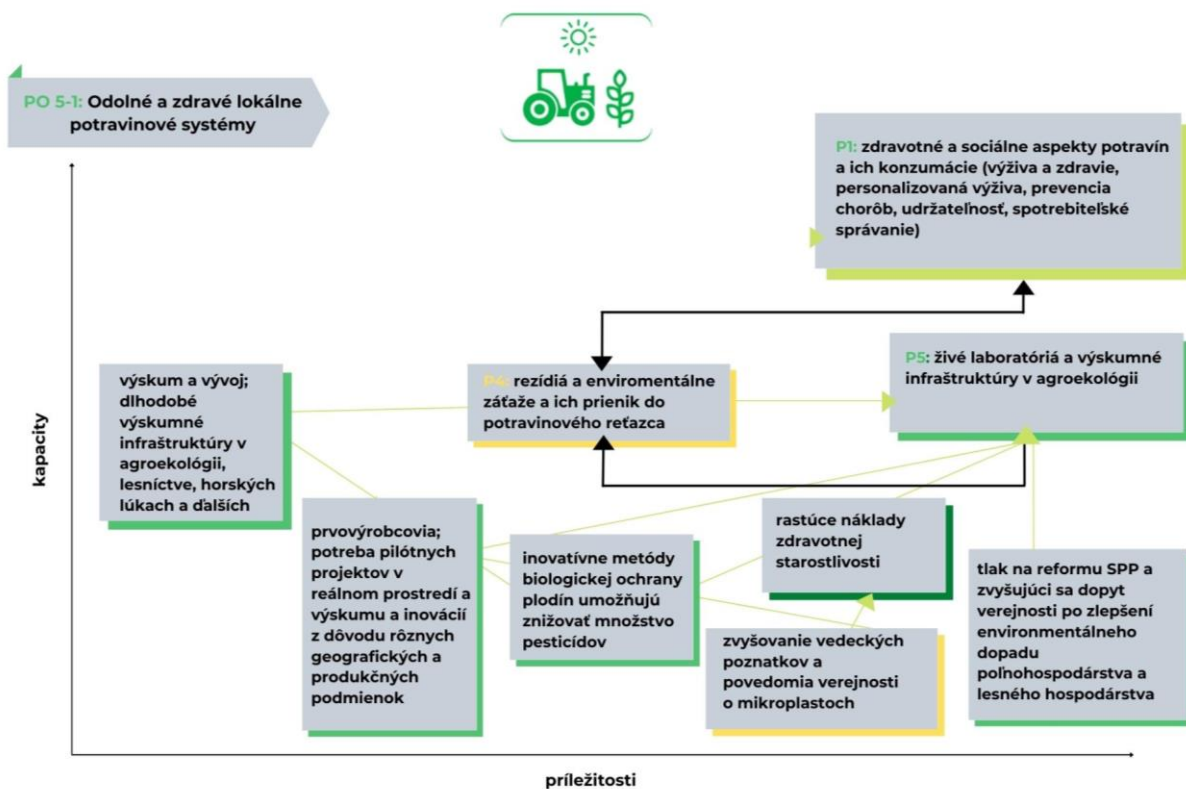 PO 5-1: Odolné a zdravé lokálne
potravinové systémy
P1: zdravotné a sociálne aspekty potravín
a ich konzumácie (výživa a zdravie,
personalizovaná výživa, prevencia
chorôb, udržateľnosť, spotrebiteľské
správanie)
kapacity
výskum a vývoj;
dlhodobé
výskumné
infraštruktúry v
agroekológii,
lesníctve, horských
lúkach a ďalších
P4: rezídiá a enviromentálne
záťaže a ich prienik do
potravinového reťazca
P5: živé laboratóriá a výskumné
infraštruktúry v agroekológii
prvovýrobcovia;
potreba pilótnych
projektov v
reálnom prostredí a
výskumu a inovácií
z dôvodu rôznych
geografických a
produkčných
podmienok
inovatívne metódy
biologickej ochrany
plodín umožňujú
znižovať množstvo
pesticídov
rastúce náklady
zdravotnej
starostlivosti
zvyšovanie vedeckých
poznatkov a
povedomia verejnosti
o mikroplastoch
tlak na reformu SPP a
zvyšujúci sa dopyt
verejnosti po zlepšení
environmentálneho
dopadu
poľnohospodárstva a
lesného hospodárstva
príležitosti